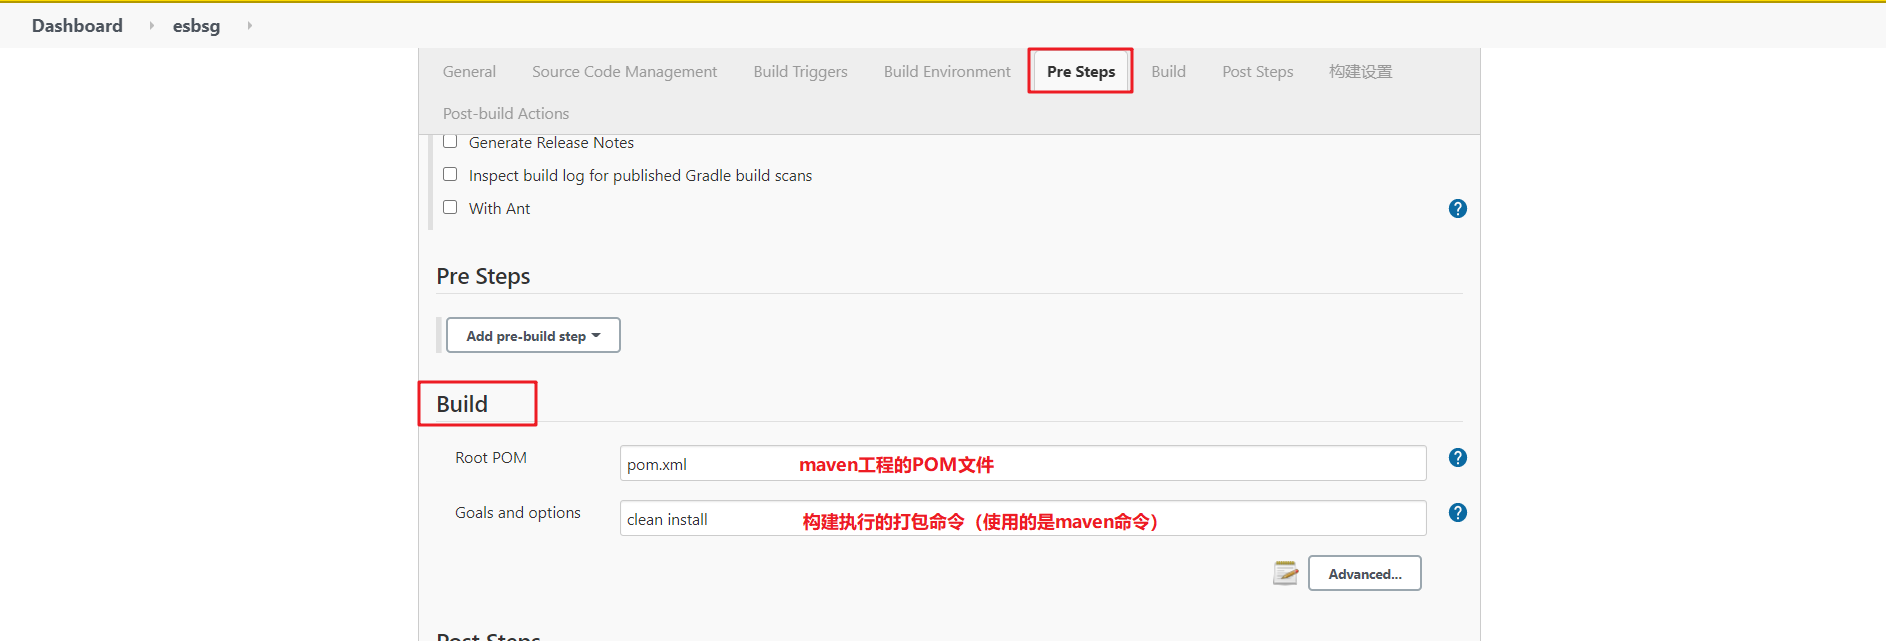 Dashboard esbsg
General Source Code Management Build Triggers Build Environment Pre Steps Build Post Steps 构建设置
Post-build Actions
Generate Release Notes
Inspect build log for published Gradle build scans
With Ant
?
Pre Steps
Add pre-build step
Build
Root POM pom.xml maven工程的POM文件 ?
Goals and options clean install 构建执行的打包命令（使用的是maven命令） ?
Advanced...
Post Steps